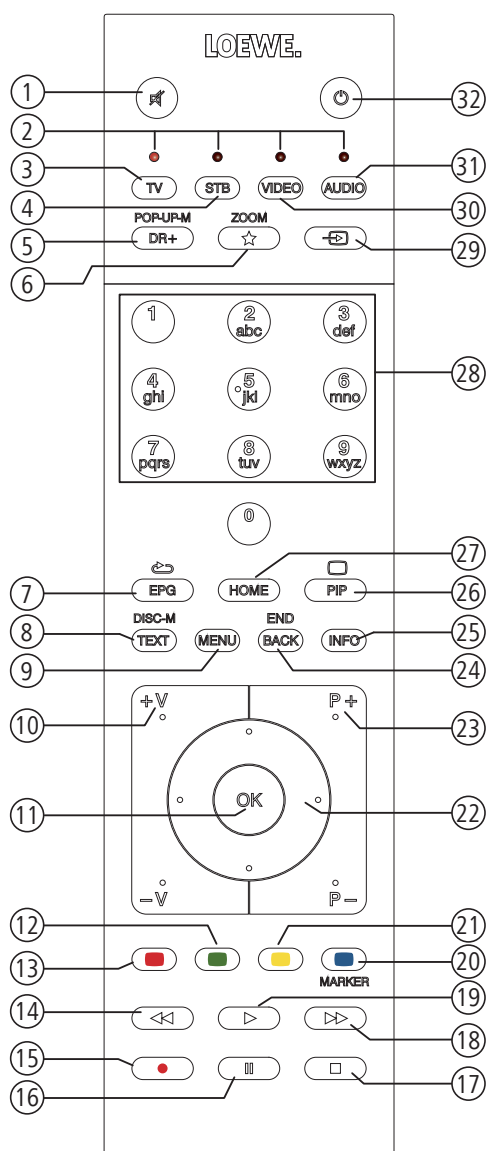 LOEWE.
1
32
2
3
TV
STB
VIDEO
AUDIO
31
4
30
POP-UP-M
ZOOM
5
DR+
29
6
1
2
3
abc
def
28
4
5
6
ghi
jkl
mno
7
8
9
pqrs
tuv
wxyz
0
27
7
EPG
HOME
PIP
26
DISC-M
END
8
TEXT
MENU
BACK
INFO
25
9
24
+V
P+
10
23
11
OK
22
-V
P-
12
21
13
20
MARKER
19
14
18
15
16
17